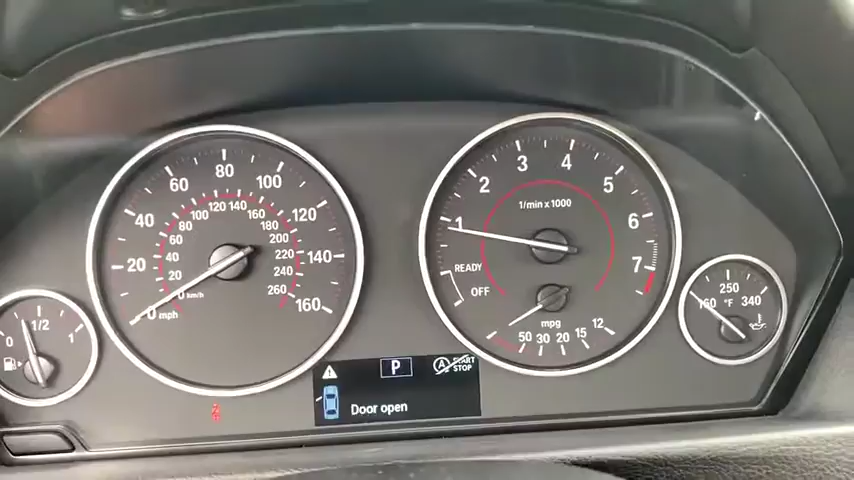 20 40 60 80 100 120 140 160
0 mph
20 40 60 80 100 120 140 160 180 200 220 240 260
0 km/h
0 1/2 1
1 2 3 4 5 6 7
1/min x 1000
READY
OFF
mpg
50 30 20 15 12
160 250 340
°F
P
A START
STOP
Door open